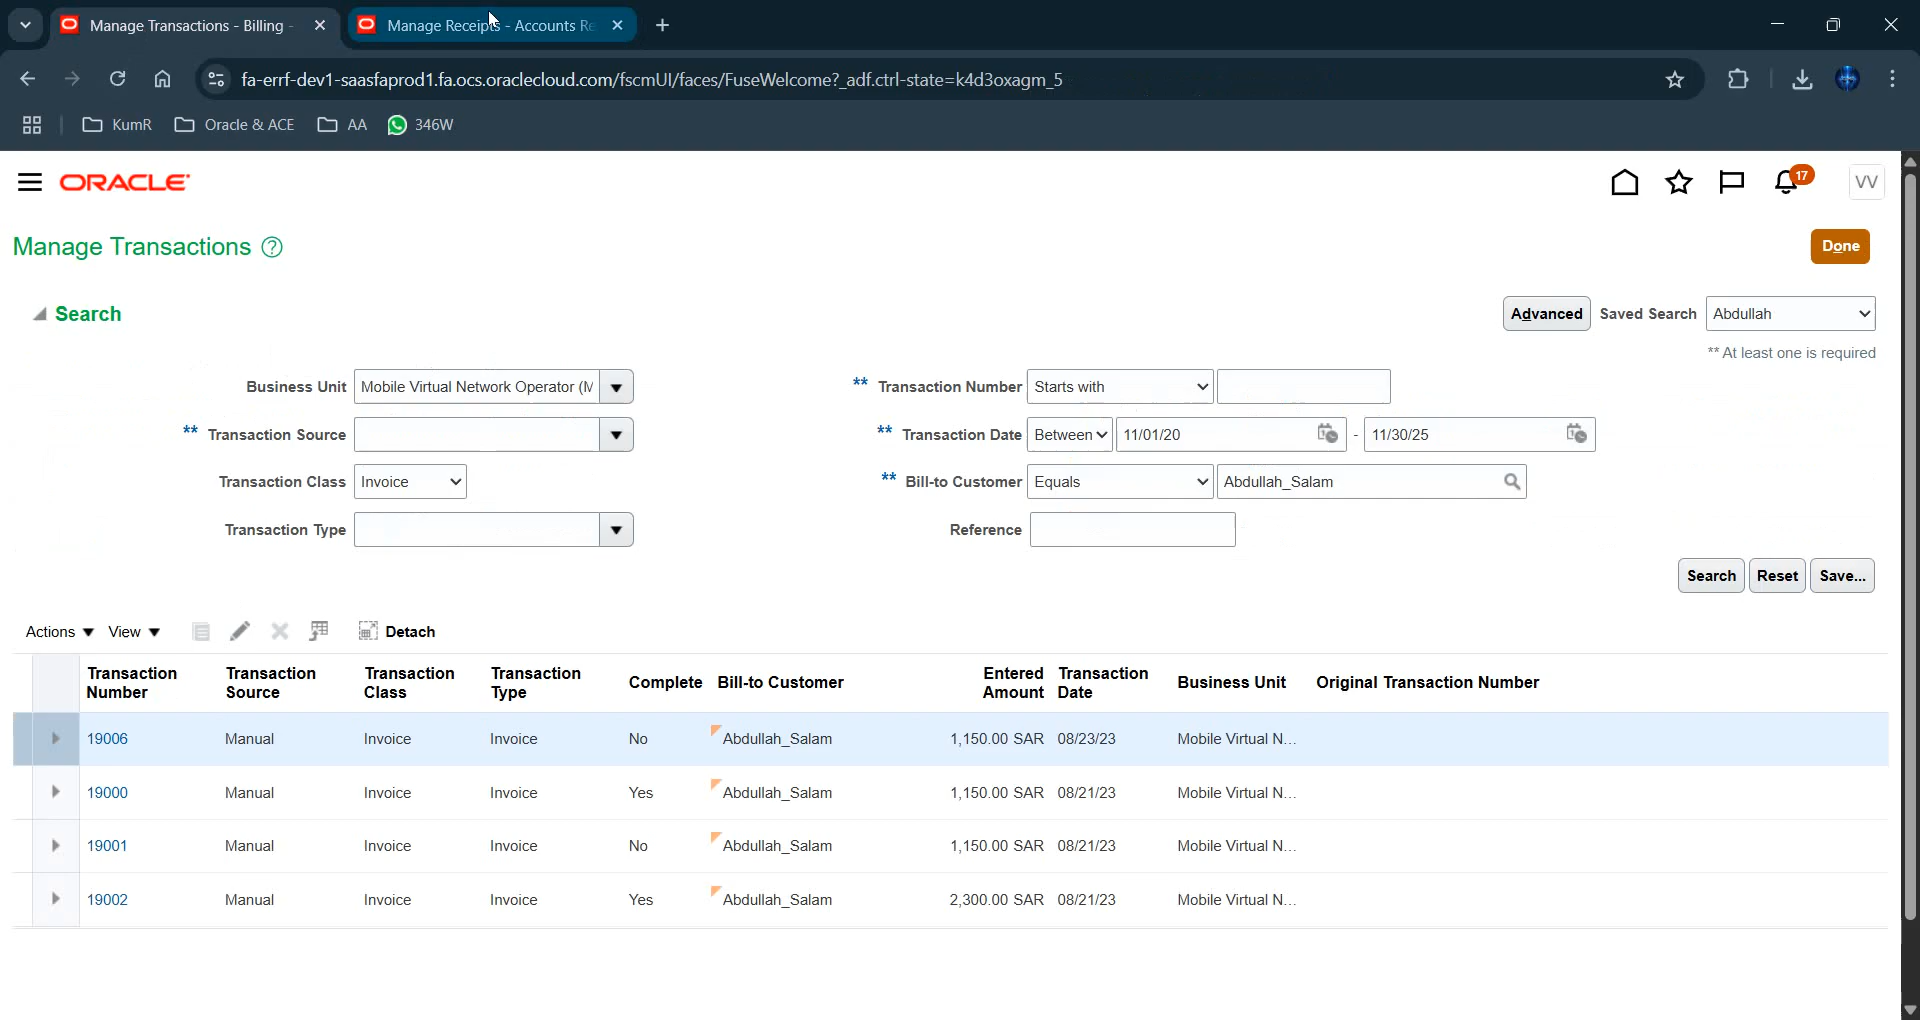 Manage Transactions - Billing -
Manage Receipts - Accounts Re
fa-errf-dev1-saasfaprod1.fa.ocs.oraclecloud.com/fscmUI/faces/FuseWelcome?_adf.ctrl-state=k4d3oxagm_5
KumR Oracle & ACE AA 346W
ORACLE 17 VV
Manage Transactions ? Done
Search Advanced Saved Search Abdullah
** At least one is required
Business Unit Mobile Virtual Network Operator (M ** Transaction Number Starts with
** Transaction Source ** Transaction Date Between 11/01/20 - 11/30/25
Transaction Class Invoice ** Bill-to Customer Equals Abdullah_Salam
Transaction Type Reference
Search Reset Save...
Actions View Detach
Transaction Number Transaction Source Transaction Class Transaction Type Complete Bill-to Customer Entered Amount Transaction Date Business Unit Original Transaction Number
19006 Manual Invoice Invoice No Abdullah_Salam 1,150.00 SAR 08/23/23 Mobile Virtual N...
19000 Manual Invoice Invoice Yes Abdullah_Salam 1,150.00 SAR 08/21/23 Mobile Virtual N...
19001 Manual Invoice Invoice No Abdullah_Salam 1,150.00 SAR 08/21/23 Mobile Virtual N...
19002 Manual Invoice Invoice Yes Abdullah_Salam 2,300.00 SAR 08/21/23 Mobile Virtual N...